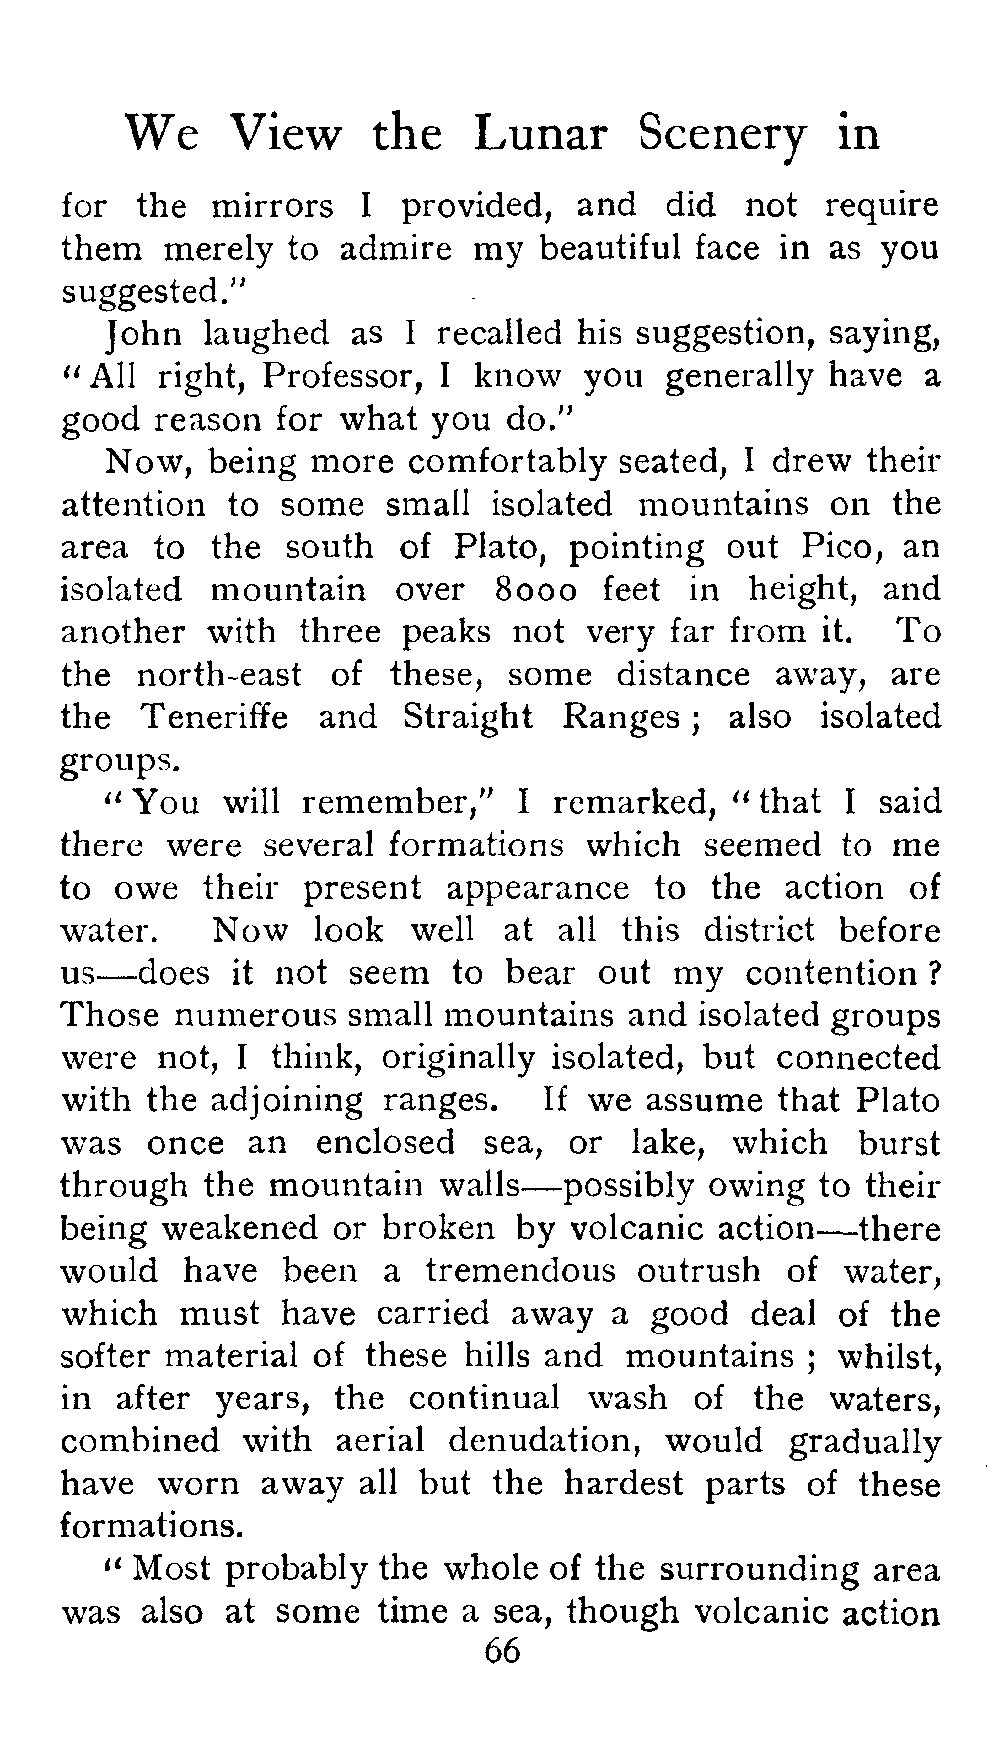 We View the Lunar Scenery in
for the mirrors I provided, and did not require
them merely to admire my beautiful face in as you
suggested."
John laughed as I recalled his suggestion, saying,
"All right, Professor, I know you generally have a
good reason for what you do."
Now, being more comfortably seated, I drew their
attention to some small isolated mountains on the
area to the south of Plato, pointing out Pico, an
isolated mountain over 8000 feet in height, and
another with three peaks not very far from it. To
the north-east of these, some distance away, are
the Teneriffe and Straight Ranges; also isolated
groups.
"You will remember," I remarked, "that I said
there were several formations which seemed to me
to owe their present appearance to the action of
water. Now look well at all this district before
us—does it not seem to bear out my contention?
Those numerous small mountains and isolated groups
were not, I think, originally isolated, but connected
with the adjoining ranges. If we assume that Plato
was once an enclosed sea, or lake, which burst
through the mountain walls—possibly owing to their
being weakened or broken by volcanic action—there
would have been a tremendous outrush of water,
which must have carried away a good deal of the
softer material of these hills and mountains; whilst,
in after years, the continual wash of the waters,
combined with aerial denudation, would gradually
have worn away all but the hardest parts of these
formations.
"Most probably the whole of the surrounding area
was also at some time a sea, though volcanic action
66